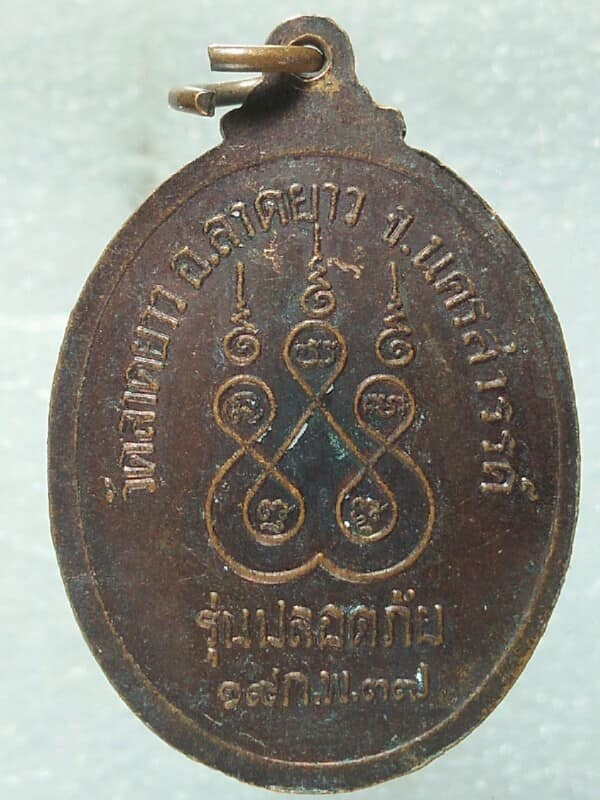 วัดลาดยาว อ.ลาดยาว จ.นครสวรรค์
รุ่นปลอดภัย
๑๙ก.พ.๓๗